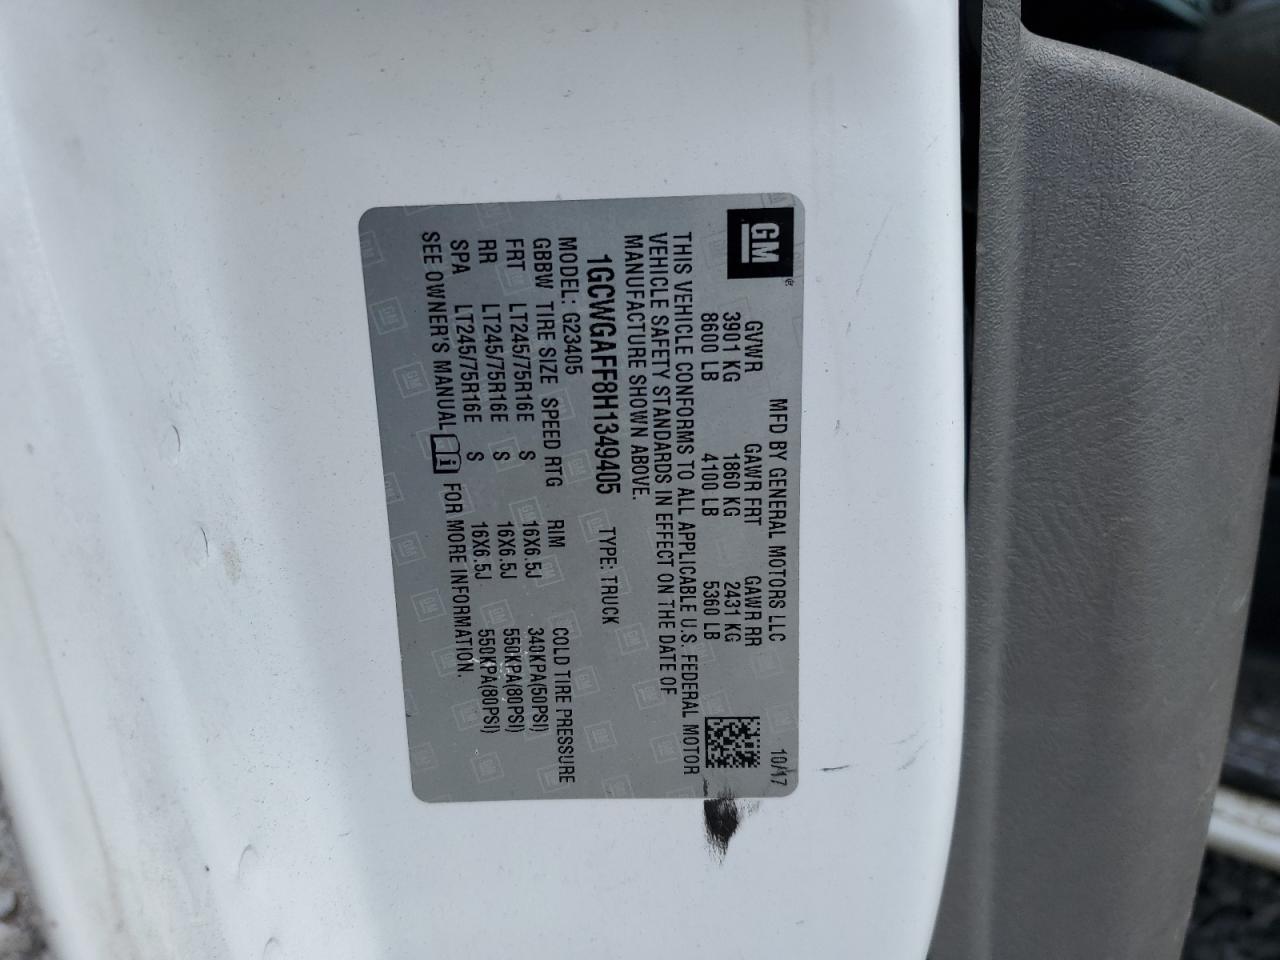 GM
MFD BY GENERAL MOTORS LLC 10/17
GVWR GAWR FRT GAWR RR
3901 KG 1860 KG 2431 KG
8600 LB 4100 LB 5360 LB
THIS VEHICLE CONFORMS TO ALL APPLICABLE U.S. FEDERAL MOTOR
VEHICLE SAFETY STANDARDS IN EFFECT ON THE DATE OF
MANUFACTURE SHOWN ABOVE.
1GCWGAFF8H1349405 TYPE: TRUCK
MODEL: G23405
GBBW TIRE SIZE SPEED RTG RIM COLD TIRE PRESSURE
FRT LT245/75R16E S 16X6.5J 340KPA(50PSI)
RR LT245/75R16E S 16X6.5J 550KPA(80PSI)
SPA LT245/75R16E S 16X6.5J 550KPA(80PSI)
SEE OWNER'S MANUAL FOR MORE INFORMATION.